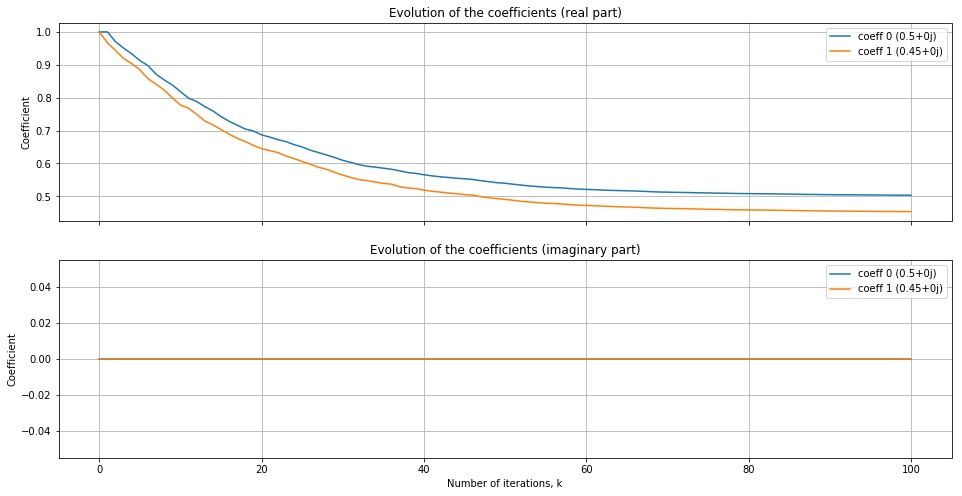 Evolution of the coefficients (real part)
1.0
0.9
0.8
0.7
0.6
0.5
Coefficient
coeff 0 (0.5+0j)
coeff 1 (0.45+0j)
Evolution of the coefficients (imaginary part)
0.04
0.02
0.00
−0.02
−0.04
Coefficient
coeff 0 (0.5+0j)
coeff 1 (0.45+0j)
0 20 40 60 80 100
Number of iterations, k